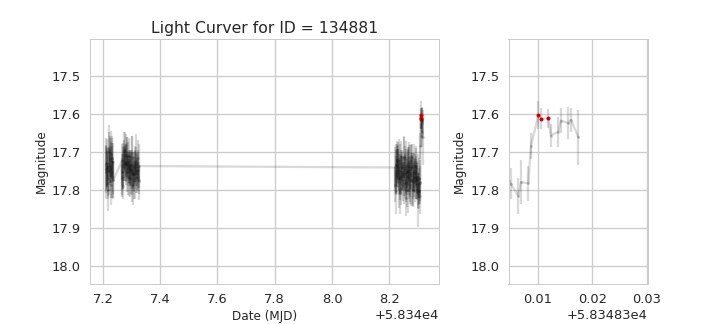 Light Curver for ID = 134881
17.5
17.6
17.7
17.8
17.9
18.0
Magnitude
7.2 7.4 7.6 7.8 8.0 8.2
Date (MJD)
+5.834e4
17.5
17.6
17.7
17.8
17.9
18.0
Magnitude
0.01 0.02 0.03
+5.83483e4